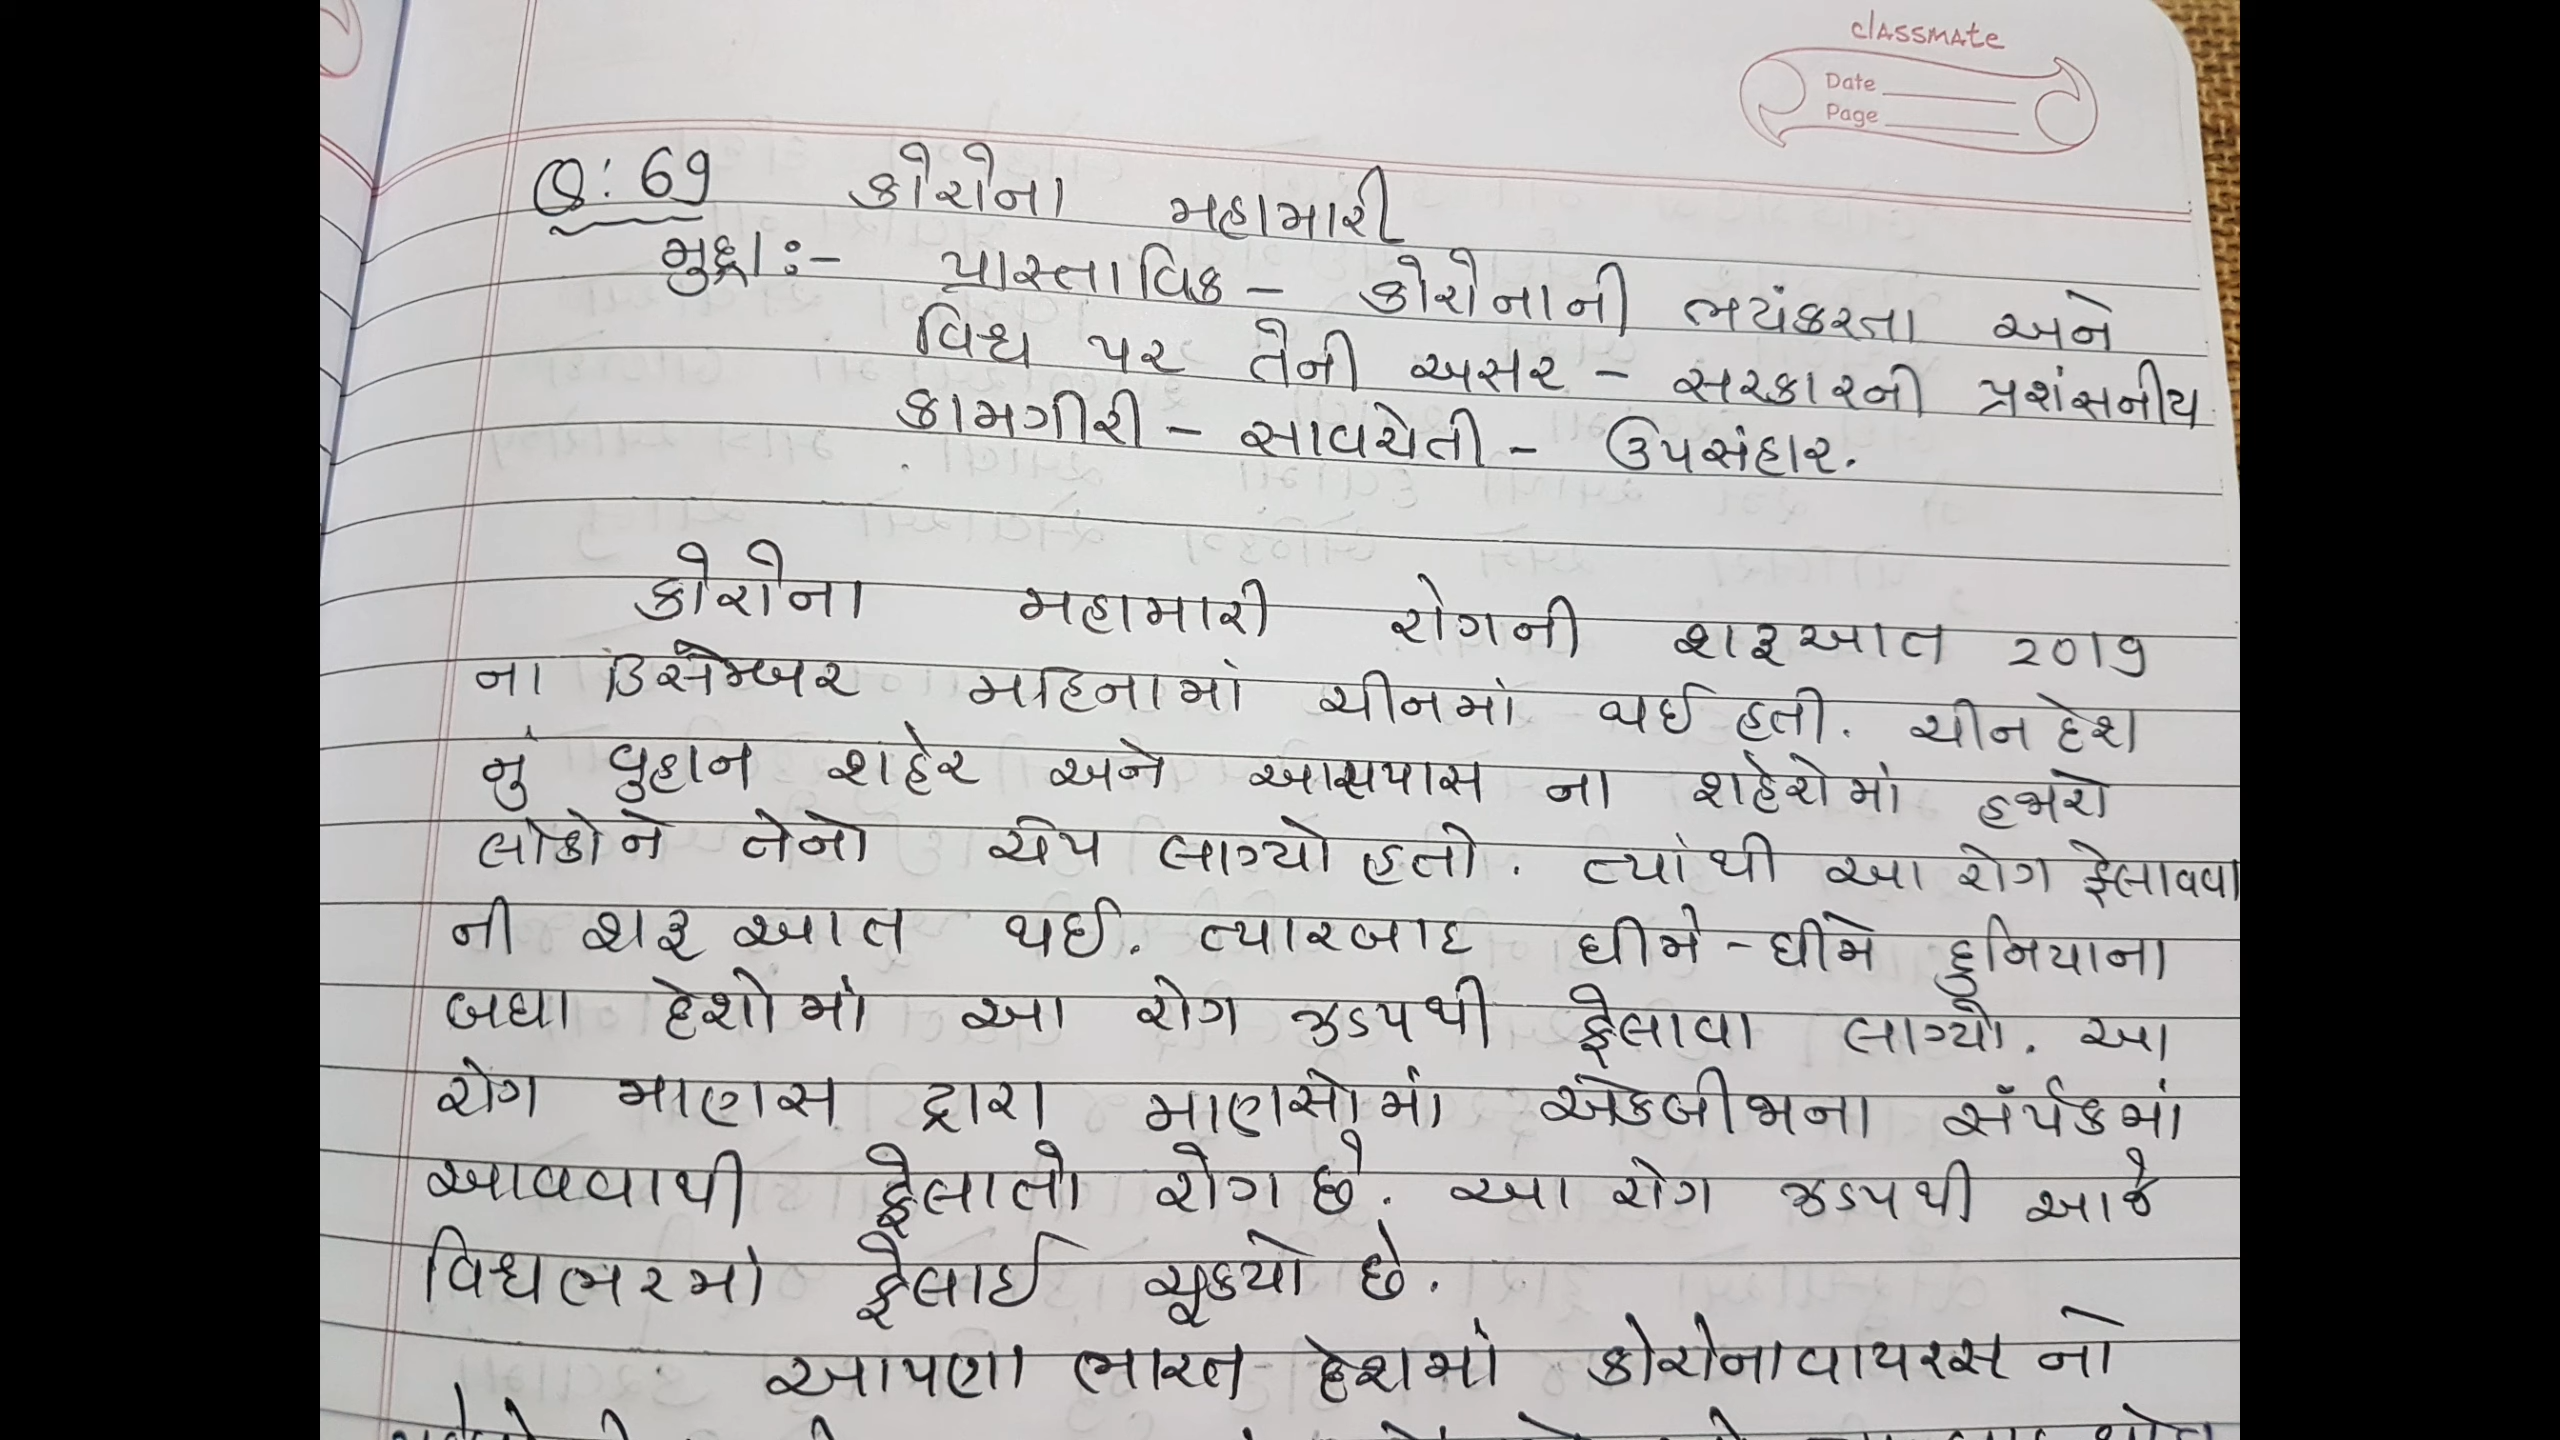 classmate
Date
Page
Q: 69 કોરોના મહામારી
મુદ્દા :- પ્રાસ્તાવિક - કોરોનાની ભયંકરતા અને
વિશ્વ પર તેની અસર - સરકારની પ્રશંસનીય
કામગીરી - સાવચેતી - ઉપસંહાર.
કોરોના મહામારી રોગની શરૂઆત 2019
ના ડિસેમ્બર મહિનામાં ચીનમાં થઈ હતી. ચીન દેશ
નું વુહાન શહેર અને આસપાસ ના શહેરોમાં હજારો
લોકોને તેનો ચેપ લાગ્યો હતો. ત્યાંથી આ રોગ ફેલાવવા
ની શરૂઆત થઈ. ત્યારબાદ ધીમે-ધીમે દુનિયાના
બધા દેશોમાં આ રોગ ઝડપથી ફેલાવા લાગ્યો. આ
રોગ માણસ દ્વારા માણસોમાં એકબીજાના સંર્પકમાં
આવવાથી ફેલાતો રોગ છે. આ રોગ ઝડપથી આજે
વિશ્વભરમાં ફેલાઈ ચૂકયો છે.
આપણા ભારત દેશમાં કોરોનાવાયરસ નો